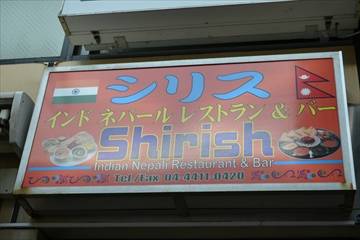 シリス
インド ネパール レストラン & バー
Shirish
Indian Nepali Restaurant & Bar
Tel/Fax 04-4411-0420